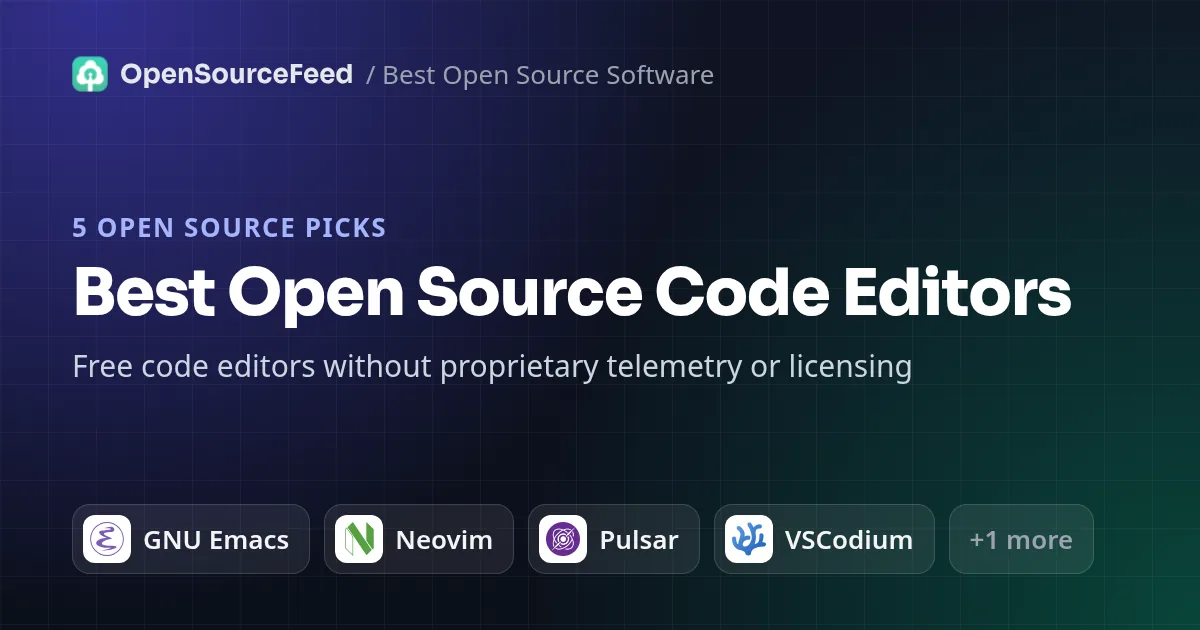 OpenSourceFeed / Best Open Source Software
5 OPEN SOURCE PICKS
Best Open Source Code Editors
Free code editors without proprietary telemetry or licensing
GNU Emacs Neovim Pulsar VSCodium +1 more